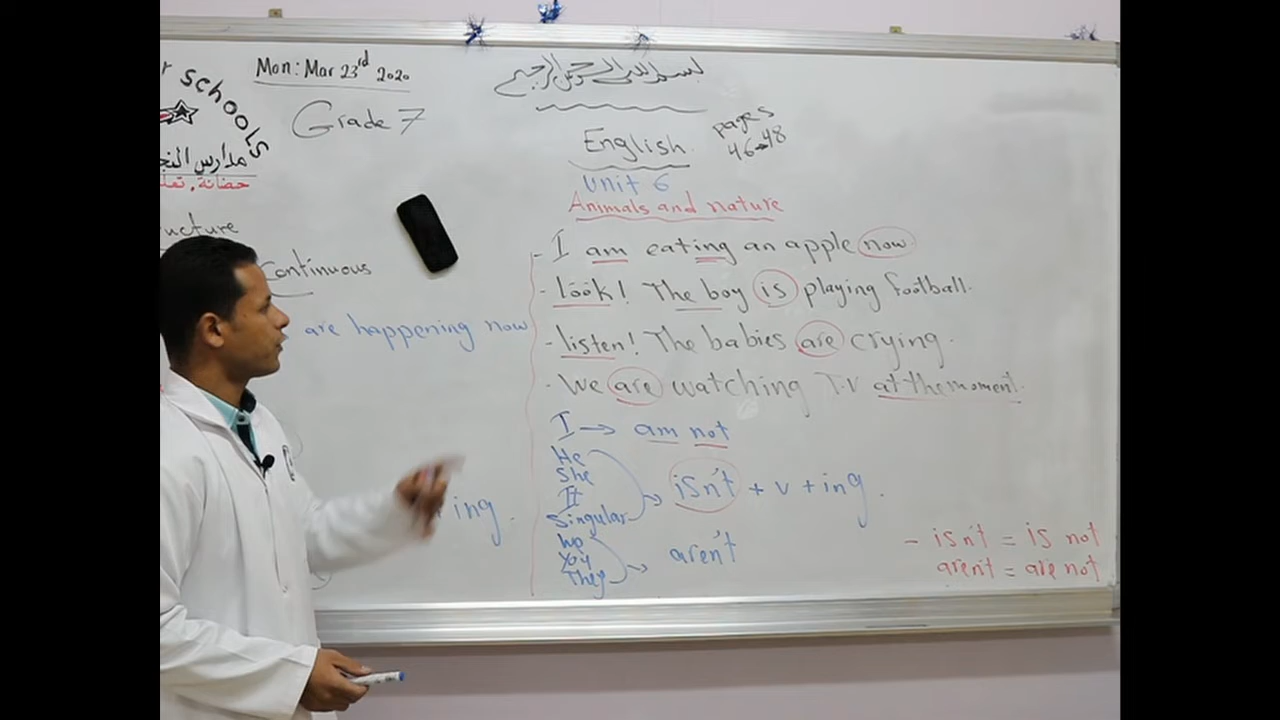 r schools
مدارس النج
حضانة, تعل
Mon: Mar 23rd 2020
Grade 7
بسم الله الرحمن الرحيم
English
pages
46 → 48
Unit 6
Animals and nature
ucture
Continuous
are happening now
ing.
- I am eating an apple now.
- look! The boy is playing football.
- listen! The babies are crying.
- We are watching T.V at the moment.
I → am not
He
She
It
Singular
isn't + v + ing.
We
You
They
aren't
- isn't = is not
aren't = are not